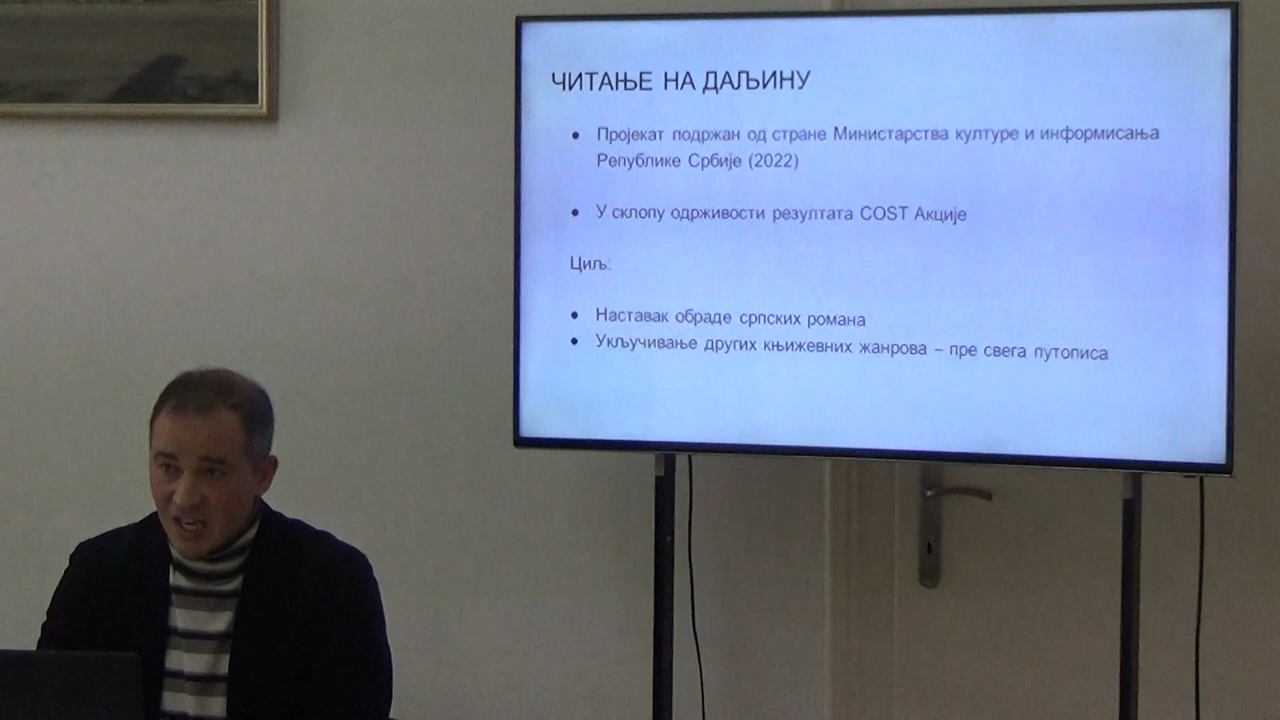 ЧИТАЊЕ НА ДАЉИНУ
● Пројекат подржан од стране Министарства културе и информисања
Републике Србије (2022)
● У склопу одрживости резултата COST Акције
Циљ:
● Наставак обраде српских романа
● Укључивање других књижевних жанрова – пре свега путописа